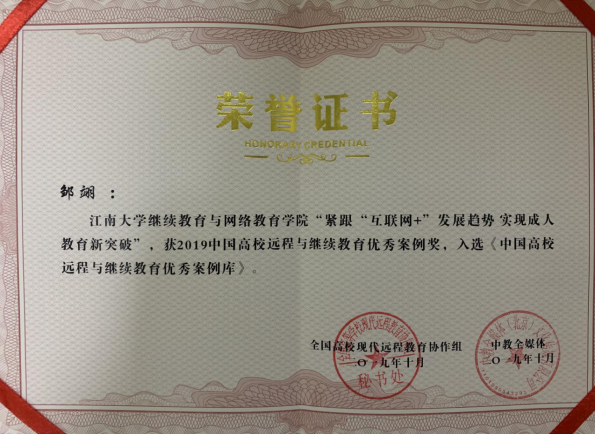 荣誉证书
HONORARY CREDENTIAL
邹翊：
江南大学继续教育与网络教育学院“紧跟“互联网+”发展趋势 实现成人
教育新突破”，获2019中国高校远程与继续教育优秀案例奖，入选《中国高校
远程与继续教育优秀案例库》。
全国高校现代远程教育协作组 中教全媒体
〇一九年十月 〇一九年十月
秘书处